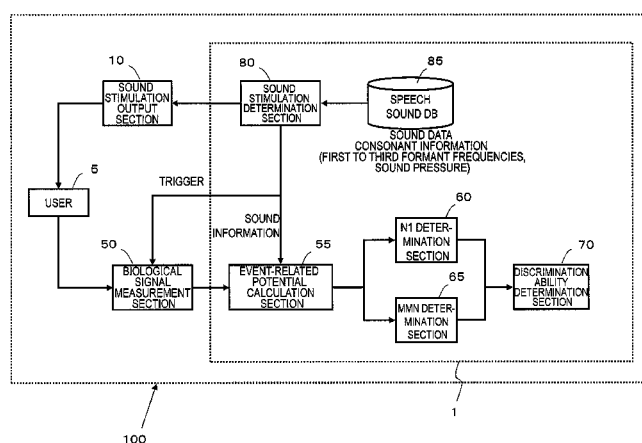 10
SOUND
STIMULATION
OUTPUT
SECTION
80
SOUND
STIMULATION
DETERMINATION
SECTION
85
SPEECH
SOUND DB
SOUND DATA
CONSONANT INFORMATION
(FIRST TO THIRD FORMANT FREQUENCIES,
SOUND PRESSURE)
5
USER
TRIGGER
SOUND
INFORMATION
50
BIOLOGICAL
SIGNAL
MEASUREMENT
SECTION
55
EVENT-RELATED
POTENTIAL
CALCULATION
SECTION
60
N1 DETER-
MINATION
SECTION
65
MMN DETER-
MINATION
SECTION
70
DISCRIMINATION
ABILITY
DETERMINATION
SECTION
1
100